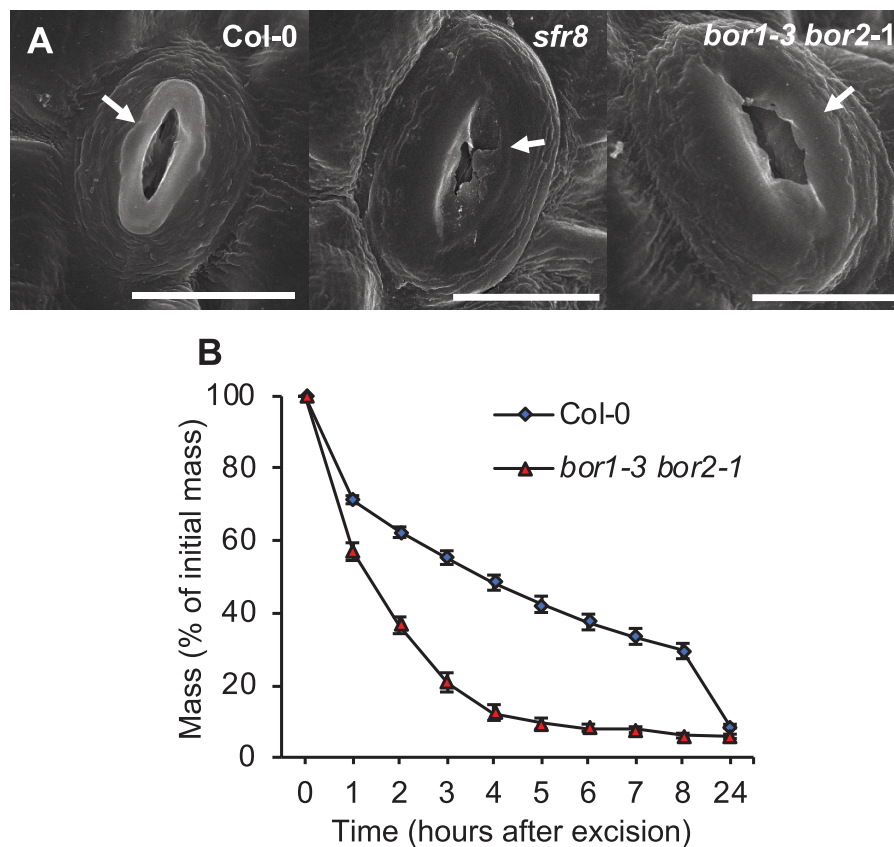 A
Col-0
sfr8
bor1-3 bor2-1
B
Mass (% of initial mass)
100
80
60
40
20
0
Col-0
bor1-3 bor2-1
0 1 2 3 4 5 6 7 8 24
Time (hours after excision)